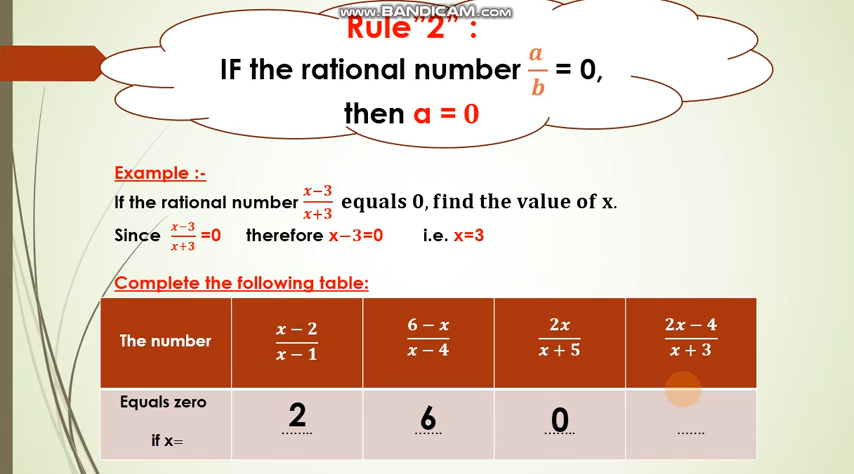 www.BANDICAM.com
Rule"2" :
IF the rational number a/b = 0,
then a = 0
Example :-
If the rational number x−3/x+3 equals 0, find the value of x.
Since x−3/x+3 =0 therefore x−3=0 i.e. x=3
Complete the following table:
The number x − 2/x − 1 6 − x/x − 4 2x/x + 5 2x − 4/x + 3
Equals zero
if x= 2 6 0 .......